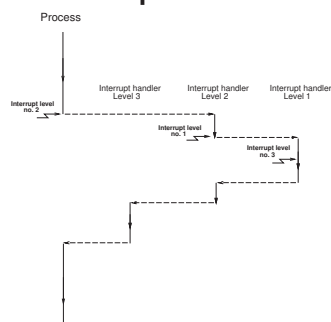 Process
Interrupt handler
Level 3
Interrupt handler
Level 2
Interrupt handler
Level 1
Interrupt level
no. 2
Interrupt level
no. 1
Interrupt level
no. 3